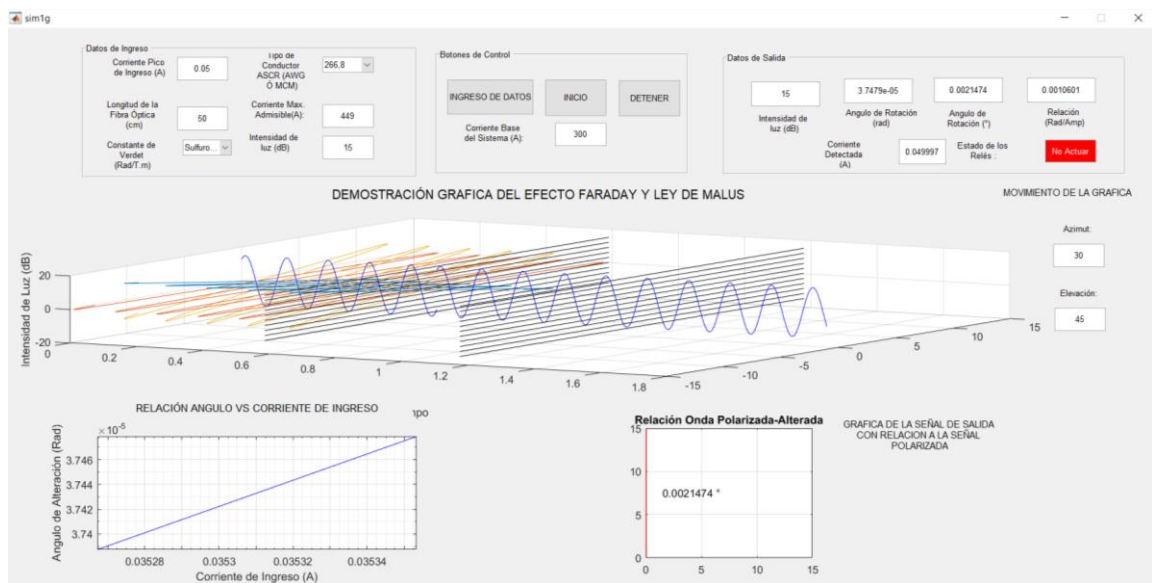 sim1g
Datos de Ingreso
Corriente Pico
de Ingreso (A)
0.05
Tipo de
Conductor
ASCR (AWG
Ó MCM)
266,8
Longitud de la
Fibra Óptica
(cm)
50
Corriente Max.
Admisible(A):
449
Constante de
Verdet
(Rad/T.m)
Sulfuro...
Intensidad de
luz (dB)
15
Botones de Control
INGRESO DE DATOS
INICIO
DETENER
Corriente Base
del Sistema (A):
300
Datos de Salida
15
3.7479e-05
0.0021474
0.0010601
Intensidad de
luz (dB)
Angulo de Rotación
(rad)
Angulo de
Rotación (°)
Relación
(Rad/Amp)
Corriente
Detectada
(A)
0.049997
Estado de los
Relés :
No Actuar
DEMOSTRACIÓN GRAFICA DEL EFECTO FARADAY Y LEY DE MALUS
MOVIMIENTO DE LA GRAFICA
Azimut:
30
Elevación:
45
Intensidad de Luz (dB)
20
0
-20
0
0.2
0.4
0.6
0.8
1
1.2
1.4
1.6
1.8
-15
-10
-5
0
5
10
15
RELACIÓN ANGULO VS CORRIENTE DE INGRESO
Angulo de Alteración (Rad)
×10-5
3.746
3.744
3.742
3.74
0.03528
0.0353
0.03532
0.03534
Corriente de Ingreso (A)
Relación Onda Polarizada-Alterada
15
10
5
0
0.0021474 °
0
5
10
15
GRAFICA DE LA SEÑAL DE SALIDA
CON RELACION A LA SEÑAL
POLARIZADA